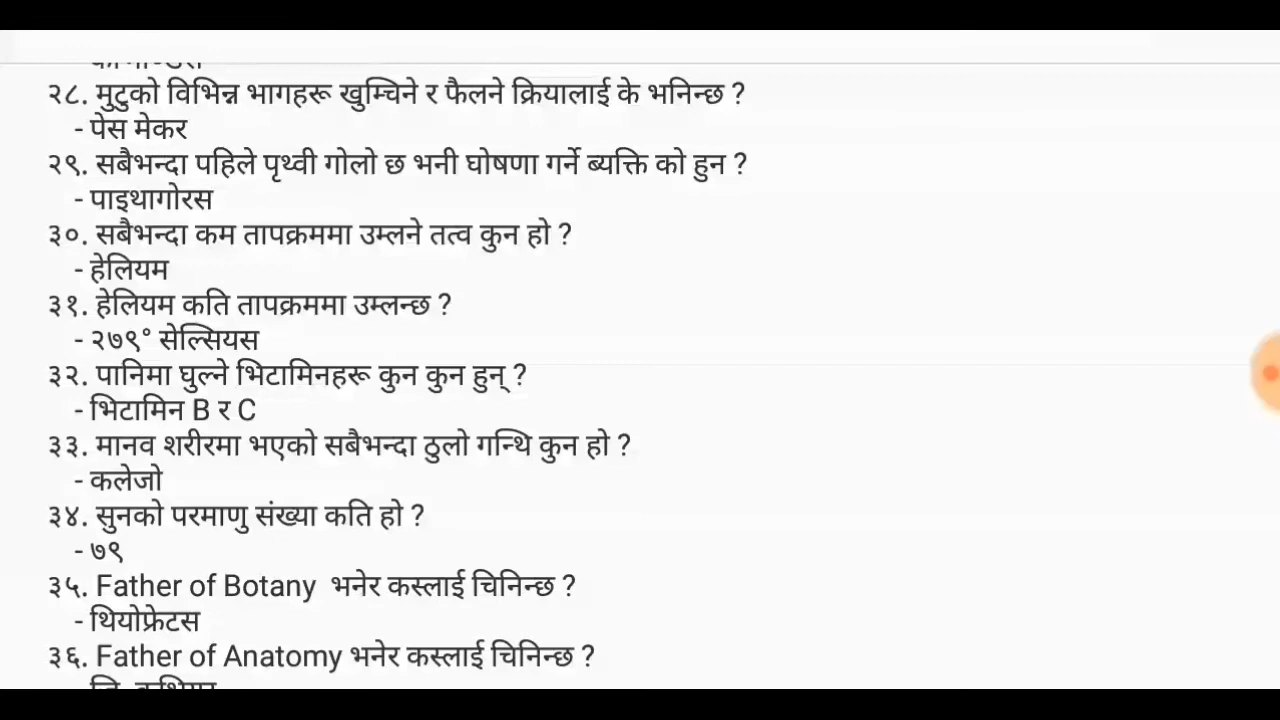 २८. मुटुको विभिन्न भागहरू खुम्चिने र फैलने क्रियालाई के भनिन्छ ?
- पेस मेकर
२९. सबैभन्दा पहिले पृथ्वी गोलो छ भनी घोषणा गर्ने ब्यक्ति को हुन ?
- पाइथागोरस
३०. सबैभन्दा कम तापक्रममा उम्लने तत्व कुन हो ?
- हेलियम
३१. हेलियम कति तापक्रममा उम्लन्छ ?
- २७९° सेल्सियस
३२. पानिमा घुल्ने भिटामिनहरू कुन कुन हुन् ?
- भिटामिन B र C
३३. मानव शरीरमा भएको सबैभन्दा ठुलो गन्थि कुन हो ?
- कलेजो
३४. सुनको परमाणु संख्या कति हो ?
- ७९
३५. Father of Botany भनेर कस्लाई चिनिन्छ ?
- थियोफ्रेटस
३६. Father of Anatomy भनेर कस्लाई चिनिन्छ ?